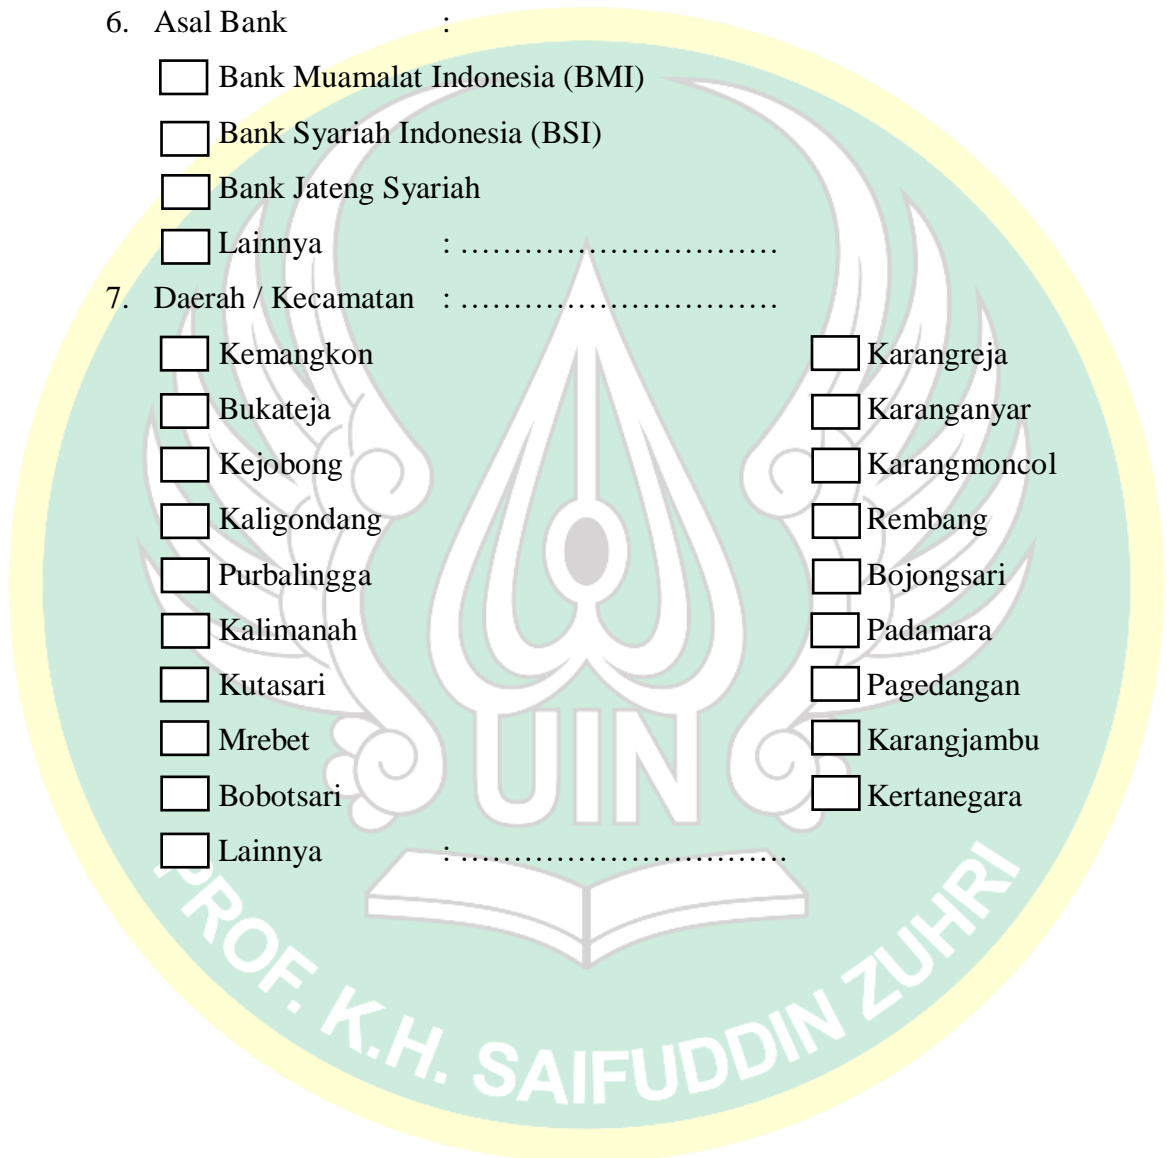 6. Asal Bank :
Bank Muamalat Indonesia (BMI)
Bank Syariah Indonesia (BSI)
Bank Jateng Syariah
Lainnya : …………………………
7. Daerah / Kecamatan : …………………………
Kemangkon Karangreja
Bukateja Karanganyar
Kejobong Karangmoncol
Kaligondang Rembang
Purbalingga Bojongsari
Kalimanah Padamara
Kutasari Pagedangan
Mrebet Karangjambu
Bobotsari Kertanegara
Lainnya : ………………………….
UIN
PROF. K.H. SAIFUDDIN ZUHRI